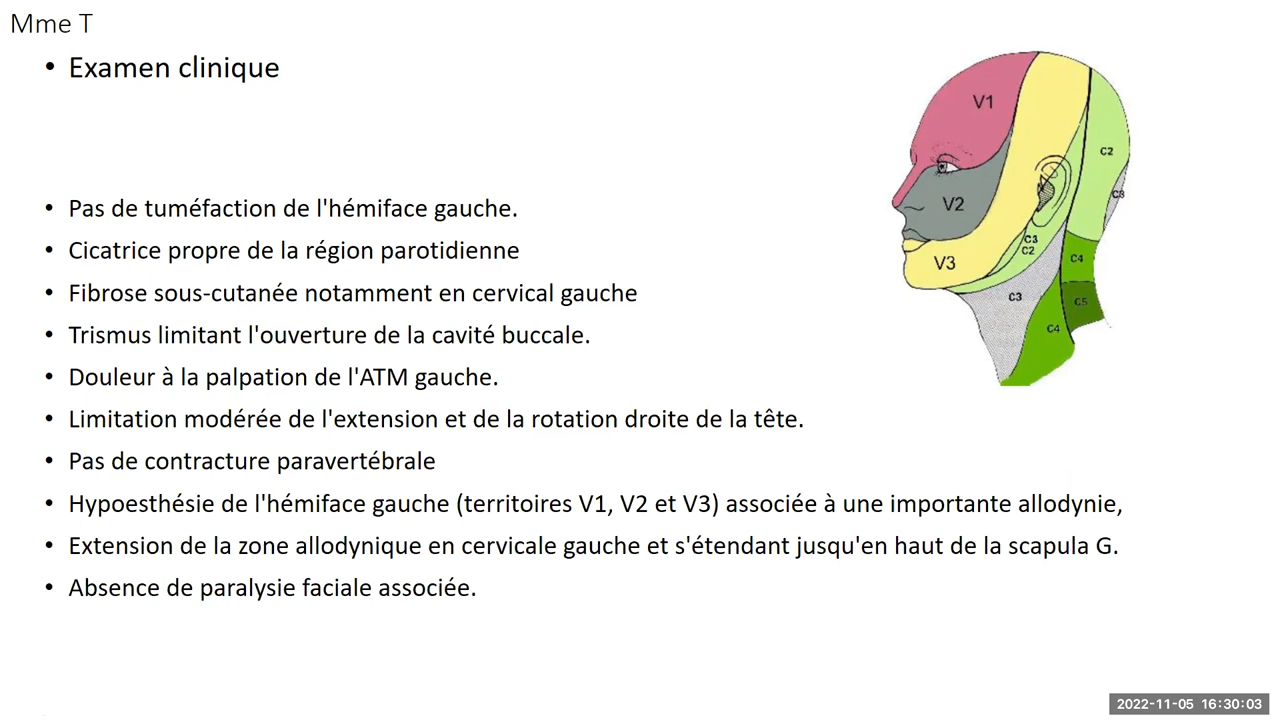 Mme T
• Examen clinique
• Pas de tuméfaction de l'hémiface gauche.
• Cicatrice propre de la région parotidienne
• Fibrose sous-cutanée notamment en cervical gauche
• Trismus limitant l'ouverture de la cavité buccale.
• Douleur à la palpation de l'ATM gauche.
• Limitation modérée de l'extension et de la rotation droite de la tête.
• Pas de contracture paravertébrale
• Hypoesthésie de l'hémiface gauche (territoires V1, V2 et V3) associée à une importante allodynie,
• Extension de la zone allodynique en cervicale gauche et s'étendant jusqu'en haut de la scapula G.
• Absence de paralysie faciale associée.
V1
C2
C3
V2
C3
C2
V3
C4
C3
C5
C4
2022-11-05 16:30:03